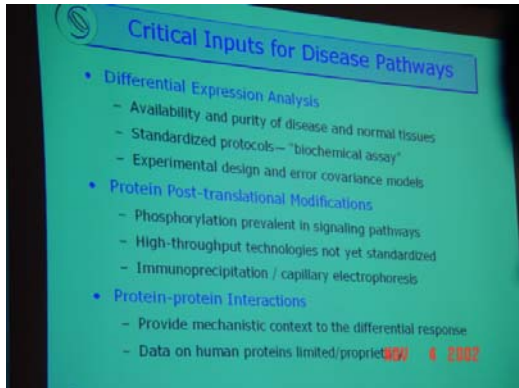 Critical Inputs for Disease Pathways
• Differential Expression Analysis
– Availability and purity of disease and normal tissues
– Standardized protocols— "biochemical assay"
– Experimental design and error covariance models
• Protein Post-translational Modifications
– Phosphorylation prevalent in signaling pathways
– High-throughput technologies not yet standardized
– Immunoprecipitation / capillary electrophoresis
• Protein-protein Interactions
– Provide mechanistic context to the differential response
– Data on human proteins limited/ NOV 4 2002